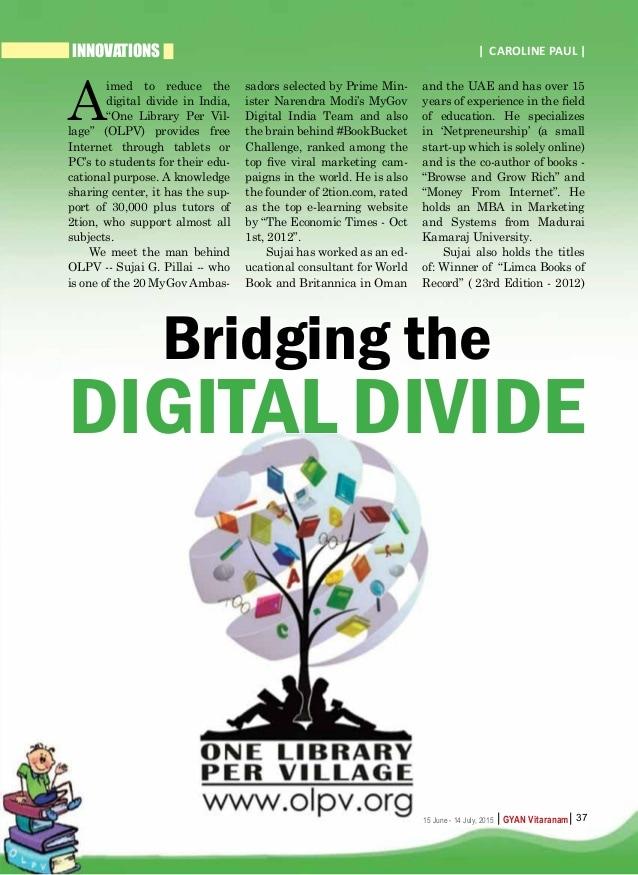 INNOVATIONS
| CAROLINE PAUL |
Aimed to reduce the
digital divide in India,
“One Library Per Vil-
lage” (OLPV) provides free
Internet through tablets or
PC’s to students for their edu-
cational purpose. A knowledge
sharing center, it has the sup-
port of 30,000 plus tutors of
2tion, who support almost all
subjects.
We meet the man behind
OLPV -- Sujai G. Pillai -- who
is one of the 20 MyGov Ambas-
sadors selected by Prime Min-
ister Narendra Modi’s MyGov
Digital India Team and also
the brain behind #BookBucket
Challenge, ranked among the
top five viral marketing cam-
paigns in the world. He is also
the founder of 2tion.com, rated
as the top e-learning website
by “The Economic Times - Oct
1st, 2012”.
Sujai has worked as an ed-
ucational consultant for World
Book and Britannica in Oman
and the UAE and has over 15
years of experience in the field
of education. He specializes
in ‘Netpreneurship’ (a small
start-up which is solely online)
and is the co-author of books -
“Browse and Grow Rich” and
“Money From Internet”. He
holds an MBA in Marketing
and Systems from Madurai
Kamaraj University.
Sujai also holds the titles
of: Winner of “Limca Books of
Record” ( 23rd Edition - 2012)
Bridging the
DIGITAL DIVIDE
A
C
ONE LIBRARY
PER VILLAGE
www.olpv.org
OLPV
15 June - 14 July, 2015 | GYAN Vitaranam | 37